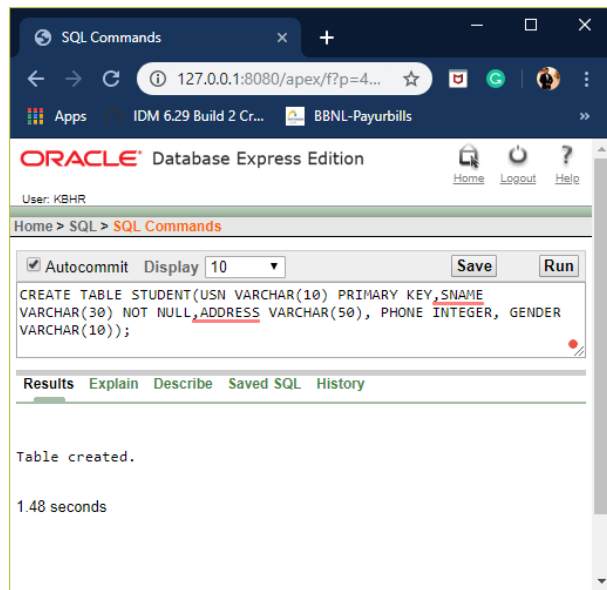 SQL Commands
127.0.0.1:8080/apex/f?p=4...
Apps IDM 6.29 Build 2 Cr... BBNL-Payurbills »
ORACLE Database Express Edition
Home Logout Help
User: KBHR
Home > SQL > SQL Commands
Autocommit Display 10 Save Run
CREATE TABLE STUDENT(USN VARCHAR(10) PRIMARY KEY,SNAME
VARCHAR(30) NOT NULL,ADDRESS VARCHAR(50), PHONE INTEGER, GENDER
VARCHAR(10));
Results Explain Describe Saved SQL History
Table created.
1.48 seconds